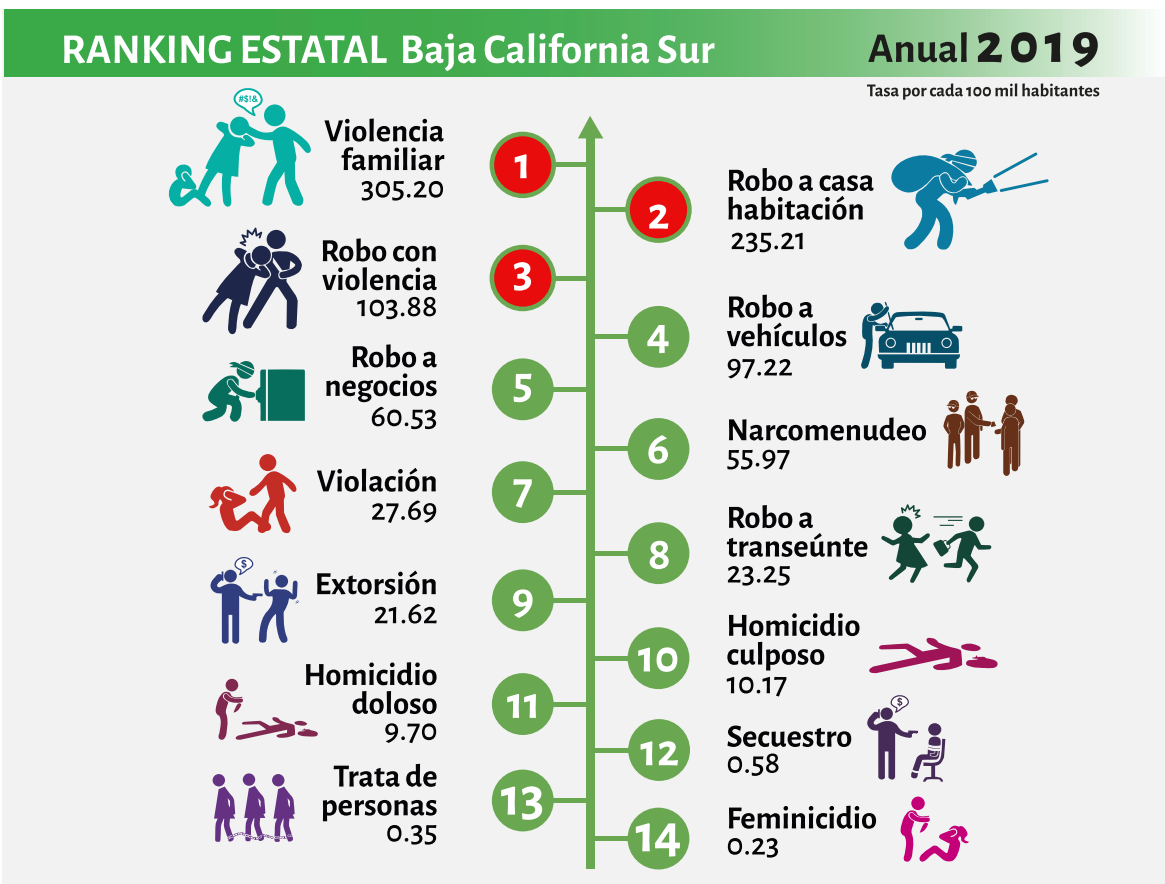 RANKING ESTATAL Baja California Sur
Anual 2019
Tasa por cada 100 mil habitantes
#$!&
Violencia
familiar
305.20
1
2
Robo a casa
habitación
235.21
Robo con
violencia
103.88
3
4
Robo a
vehículos
97.22
Robo a
negocios
60.53
5
6
Narcomenudeo
55.97
Violación
27.69
7
8
Robo a
transeúnte
23.25
$
Extorsión
21.62
9
10
Homicidio
culposo
10.17
Homicidio
doloso
9.70
11
12
Secuestro
0.58
$
Trata de
personas
0.35
13
14
Feminicidio
0.23